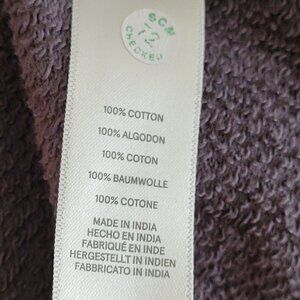 SCM
12
CHECKED
100% COTTON
100% ALGODON
100% COTON
100% BAUMWOLLE
100% COTONE
MADE IN INDIA
HECHO EN INDIA
FABRIQUÉ EN INDE
HERGESTELLT IN INDIEN
FABBRICATO IN INDIA